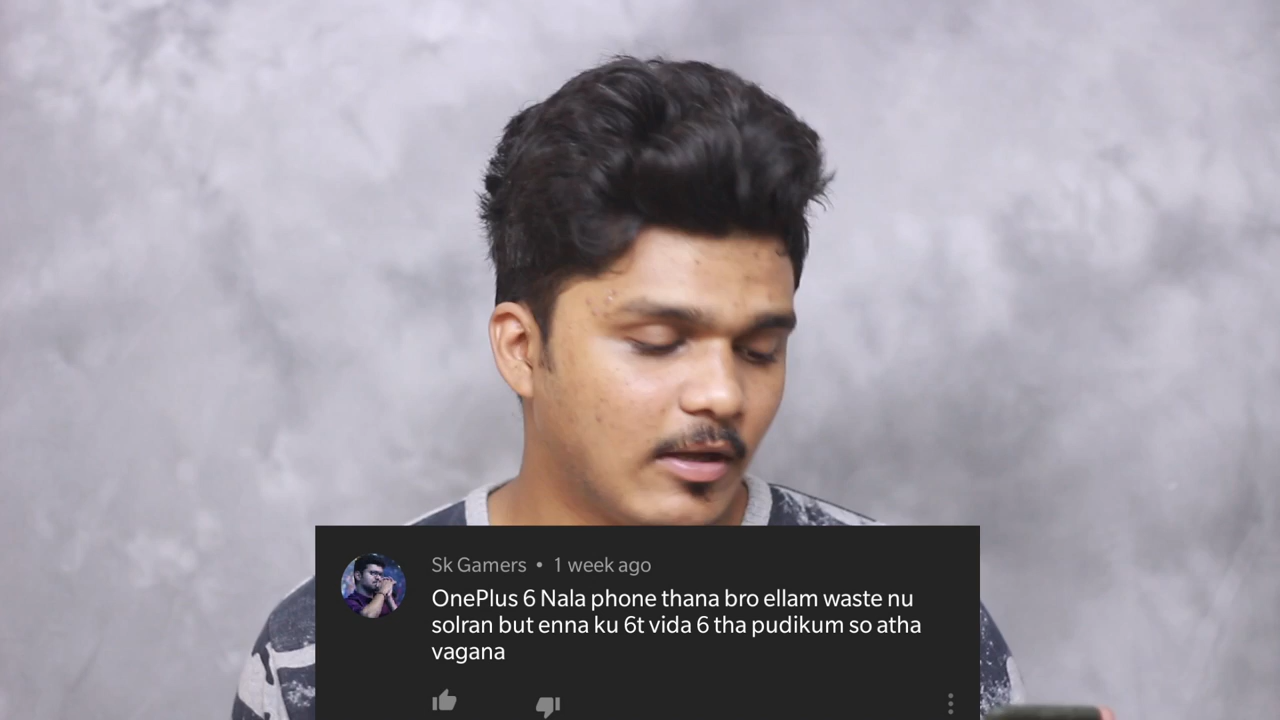 Sk Gamers • 1 week ago
OnePlus 6 Nala phone thana bro ellam waste nu
solran but enna ku 6t vida 6 tha pudikum so atha
vagana